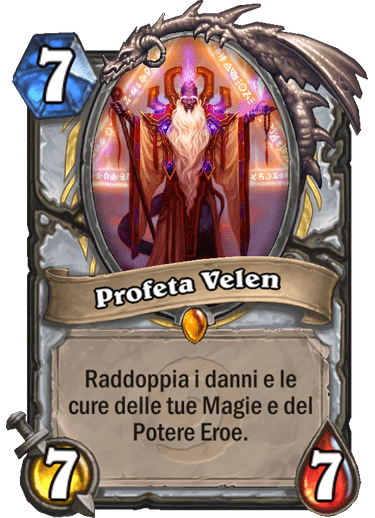 7
Profeta Velen
Raddoppia i danni e le
cure delle tue Magie e del
Potere Eroe.
7
7